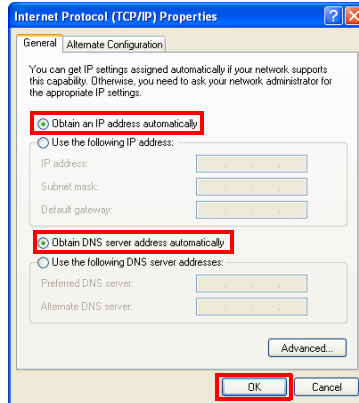 Internet Protocol (TCP/IP) Properties
General Alternate Configuration
You can get IP settings assigned automatically if your network supports
this capability. Otherwise, you need to ask your network administrator for
the appropriate IP settings.
Obtain an IP address automatically
Use the following IP address:
IP address:
Subnet mask:
Default gateway:
Obtain DNS server address automatically
Use the following DNS server addresses:
Preferred DNS server:
Alternate DNS server:
Advanced...
OK Cancel